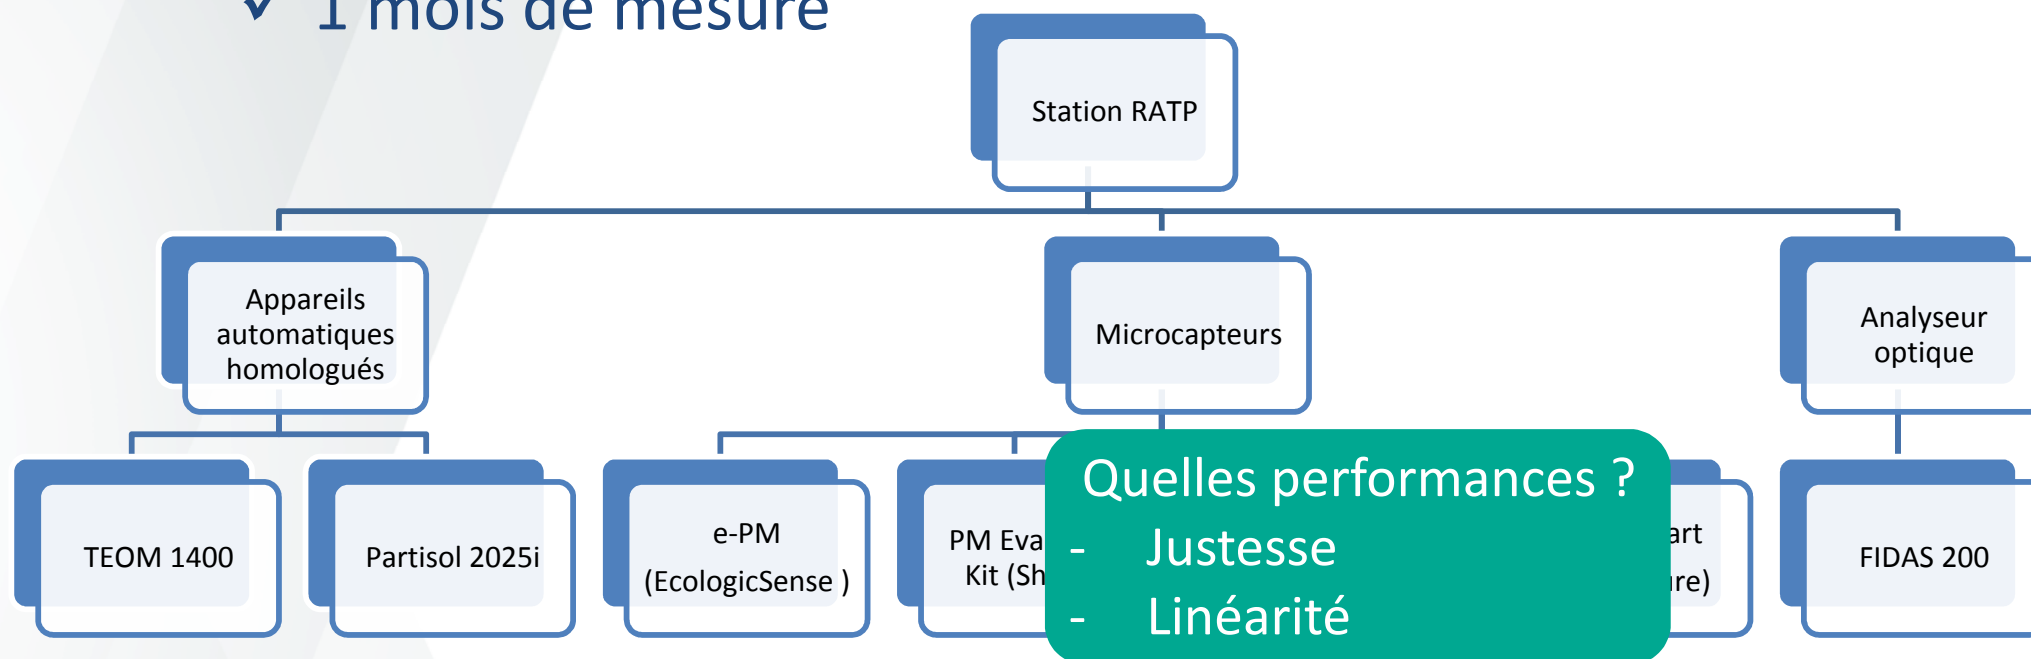 ✓ 1 mois de mesure
Station RATP
Appareils
automatiques
homologués
Microcapteurs
Analyseur
optique
TEOM 1400
Partisol 2025i
e-PM
(EcologicSense )
PM Eva
Kit (Sh
Quelles performances ?
- Justesse
- Linéarité
art
re)
FIDAS 200